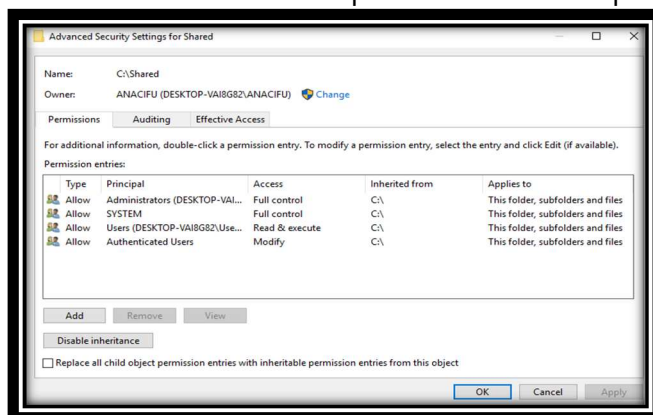 Advanced Security Settings for Shared
Name: C:\Shared
Owner: ANACIFU (DESKTOP-VAI8G82\ANACIFU) Change
Permissions Auditing Effective Access
For additional information, double-click a permission entry. To modify a permission entry, select the entry and click Edit (if available).
Permission entries:
Type Principal Access Inherited from Applies to
Allow Administrators (DESKTOP-VAI... Full control C:\ This folder, subfolders and files
Allow SYSTEM Full control C:\ This folder, subfolders and files
Allow Users (DESKTOP-VAI8G82\Use... Read & execute C:\ This folder, subfolders and files
Allow Authenticated Users Modify C:\ This folder, subfolders and files
Add Remove View
Disable inheritance
Replace all child object permission entries with inheritable permission entries from this object
OK Cancel Apply